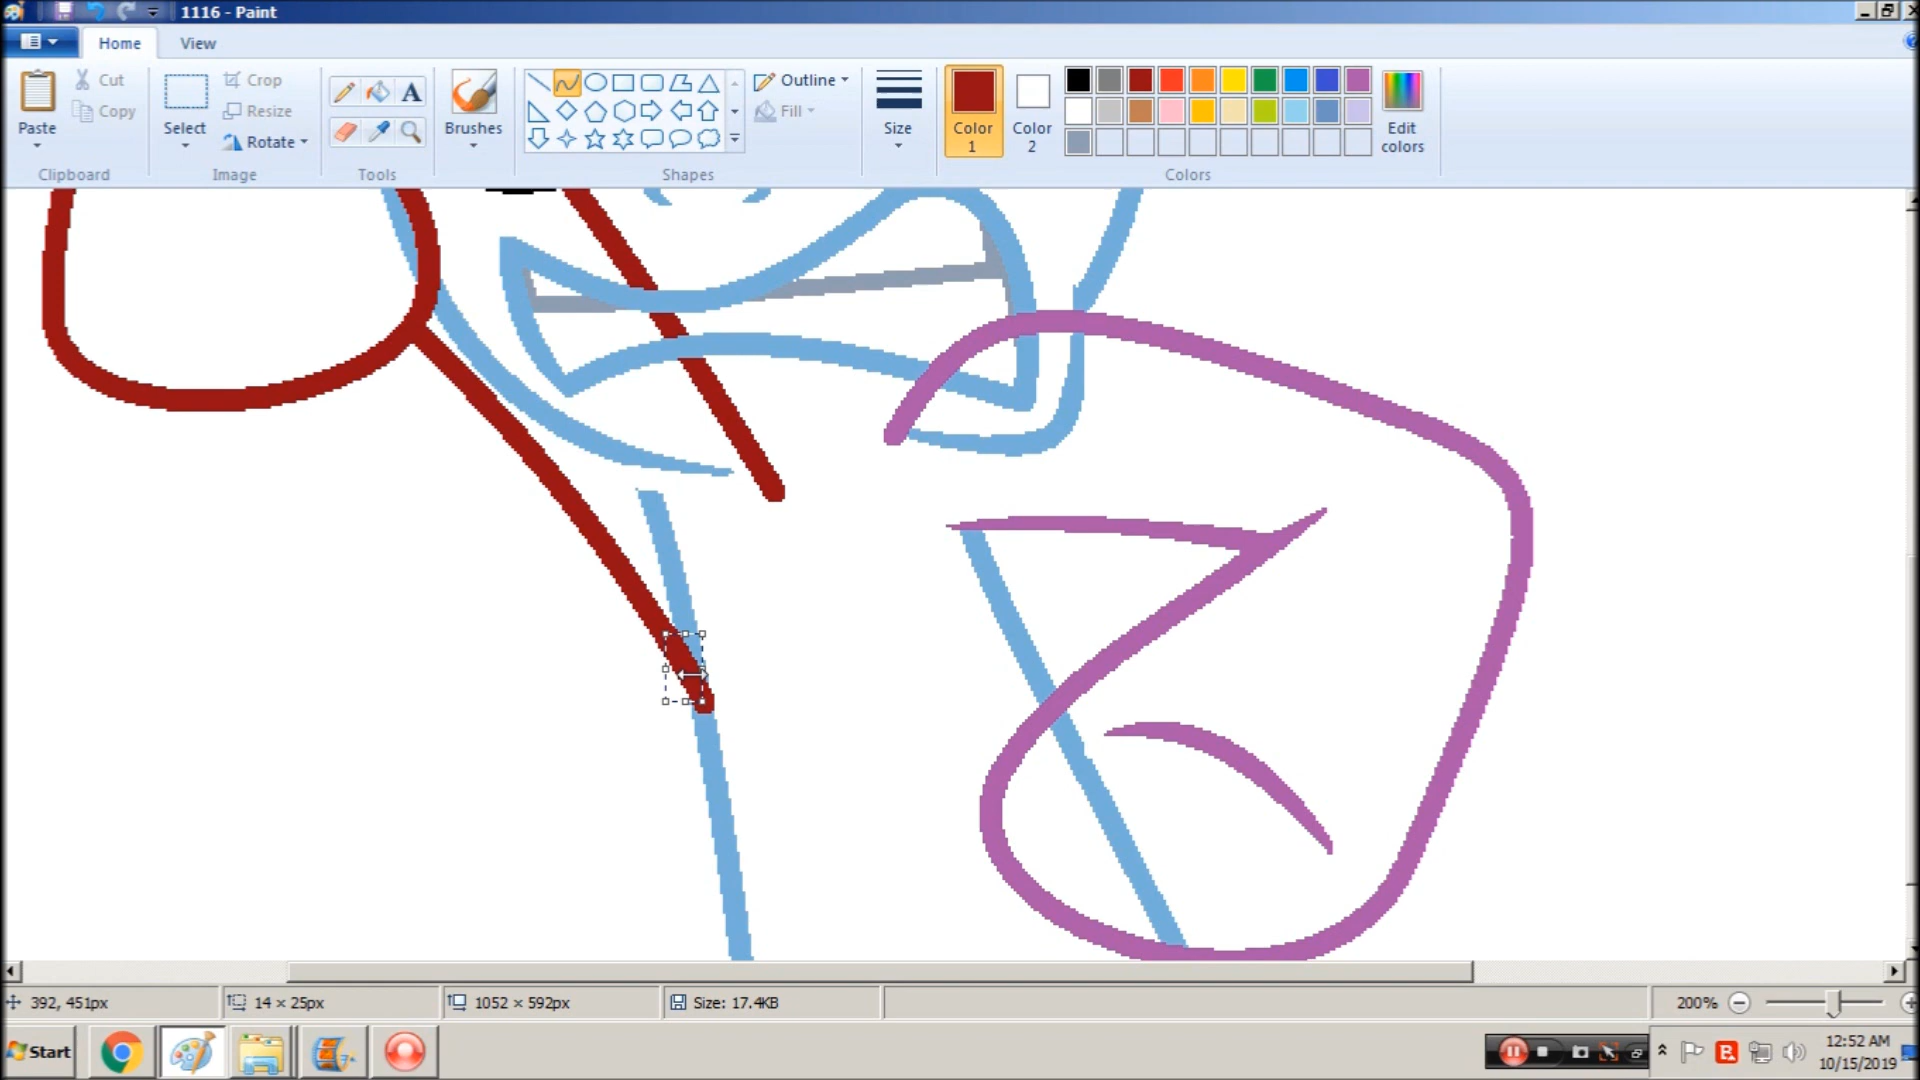 1116 - Paint
Home View
Paste
Cut
Copy
Clipboard
Select
Crop
Resize
Rotate
Image
A
Tools
Brushes
Outline
Fill
Shapes
Size
Color
1
Color
2
Edit
colors
Colors
392, 451px
14 × 25px
1052 × 592px
Size: 17.4KB
200%
Start
12:52 AM
10/15/2019